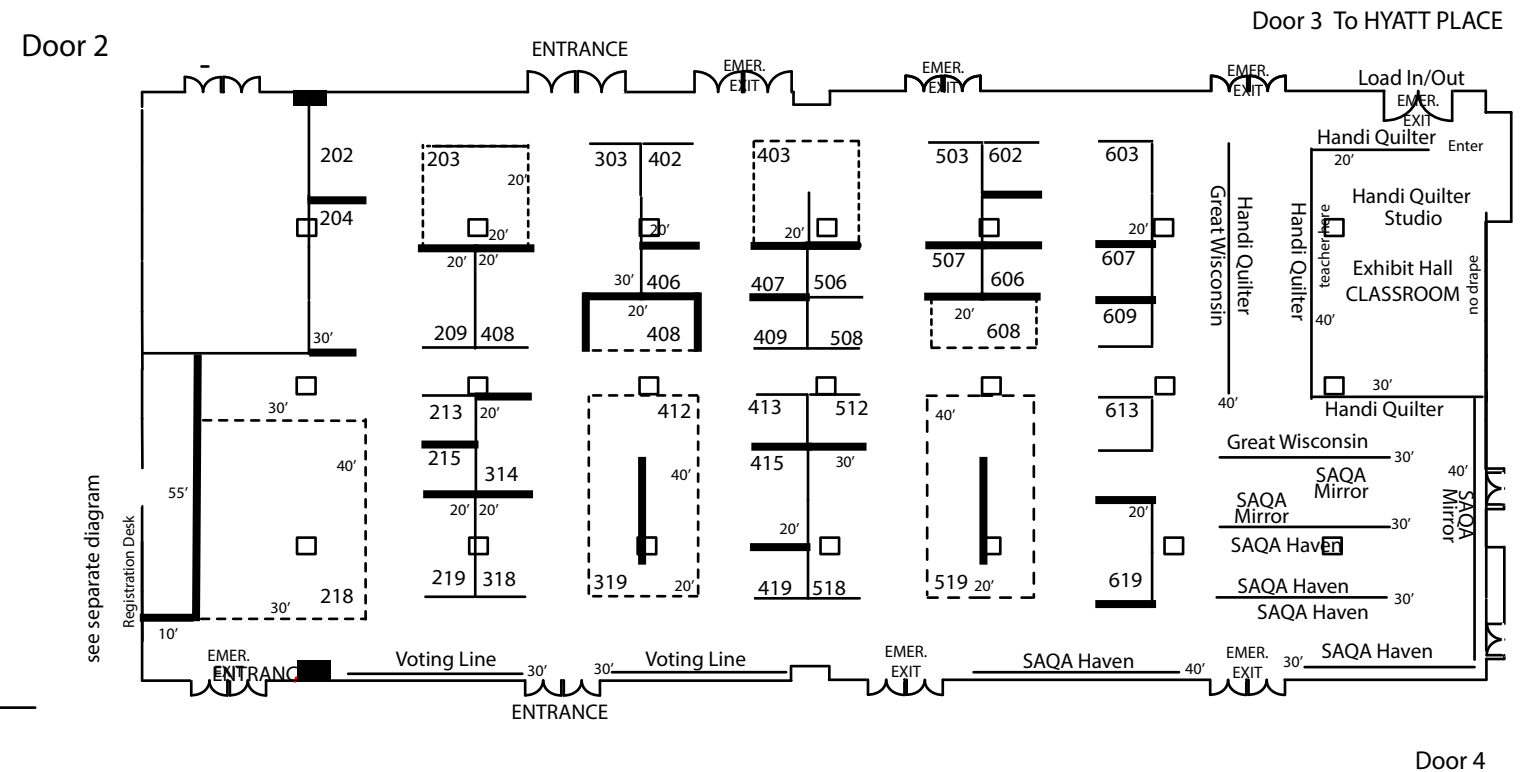 Door 3  To HYATT PLACE
Door 2
ENTRANCE
EMER.
EXIT
EMER.
EXIT
EMER.
EXIT
Load In/Out
EMER.
EXIT
Handi Quilter
20'
Enter
202
204
30'
203
20'
20'
20'
20'
209
408
303
402
20'
30'
406
20'
408
403
20'
407
506
409
508
503
602
507
606
20'
608
603
20'
607
609
Great Wisconsin
Handi Quilter
40'
Handi Quilter
teacher here
Handi Quilter
Studio
Exhibit Hall
CLASSROOM
no drape
40'
30'
Handi Quilter
30'
40'
30'
218
55'
10'
see separate diagram
Registration Desk
213
20'
215
314
20'
20'
219
318
412
40'
319
20'
413
512
415
30'
20'
419
518
40'
519
20'
613
20'
619
Great Wisconsin
30'
SAQA
Mirror
SAQA
Mirror
30'
SAQA Haven
40'
SAQA
Mirror
SAQA Haven
30'
SAQA Haven
EMER.
EXIT
ENTRANC
Voting Line
30'
30'
Voting Line
ENTRANCE
EMER.
EXIT
SAQA Haven
40'
EMER.
EXIT
30'
SAQA Haven
Door 4